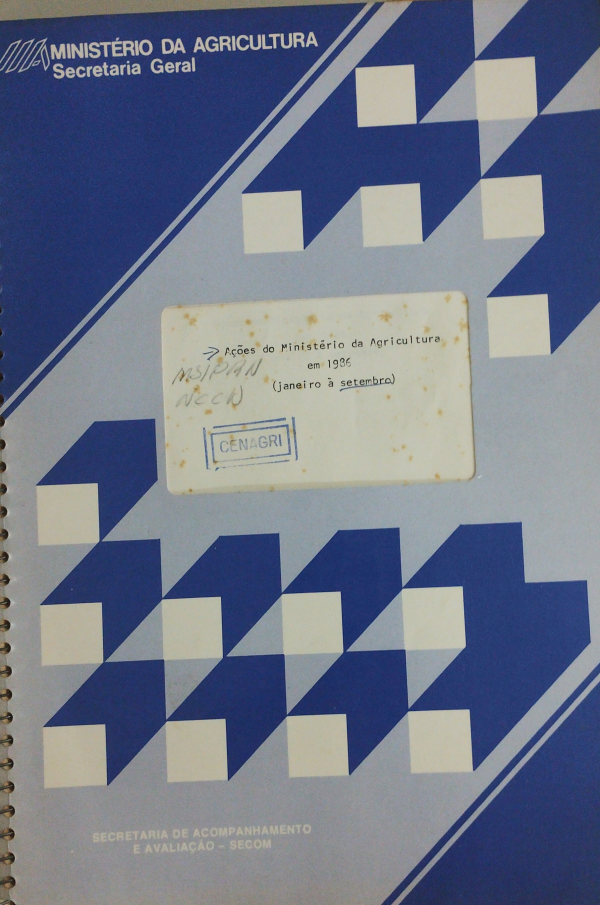 MINISTÉRIO DA AGRICULTURA
Secretaria Geral
→ Ações do Ministério da Agricultura
em 1986
(janeiro à setembro)
CENAGRI
SECRETARIA DE ACOMPANHAMENTO
E AVALIAÇÃO – SECOM